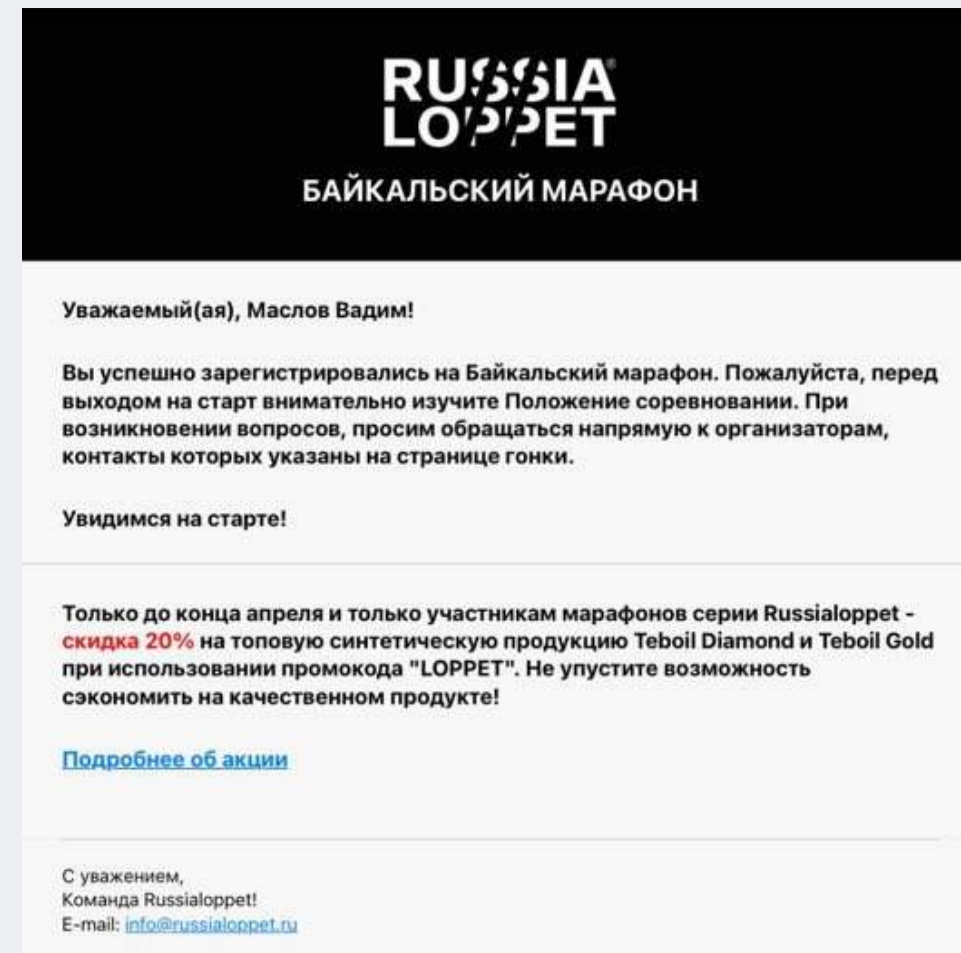 RUSSIA
LOPPET
БАЙКАЛЬСКИЙ МАРАФОН
Уважаемый(ая), Маслов Вадим!
Вы успешно зарегистрировались на Байкальский марафон. Пожалуйста, перед
выходом на старт внимательно изучите Положение соревновании. При
возникновении вопросов, просим обращаться напрямую к организаторам,
контакты которых указаны на странице гонки.
Увидимся на старте!
Только до конца апреля и только участникам марафонов серии Russialoppet -
скидка 20% на топовую синтетическую продукцию Teboil Diamond и Teboil Gold
при использовании промокода "LOPPET". Не упустите возможность
сэкономить на качественном продукте!
Подробнее об акции
С уважением,
Команда Russialoppet!
E-mail: info@russialoppet.ru